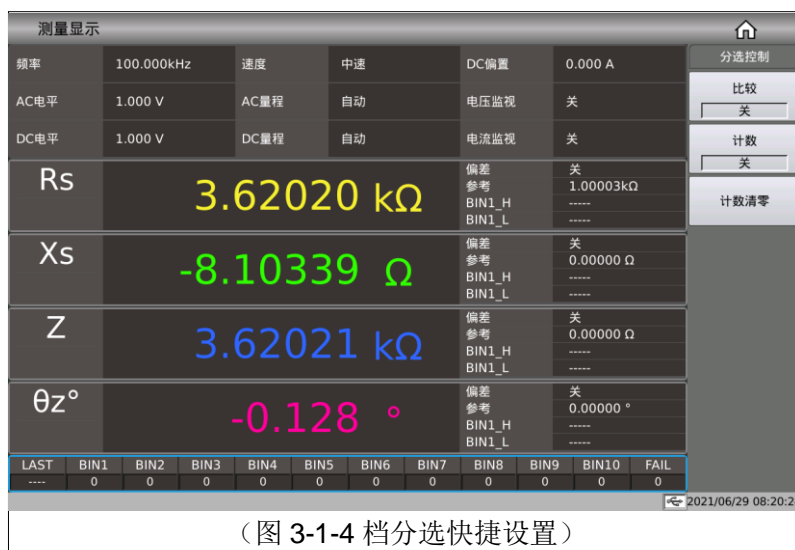 测量显示
频率 100.000kHz 速度 中速 DC偏置 0.000 A
AC电平 1.000 V AC量程 自动 电压监视 关
DC电平 1.000 V DC量程 自动 电流监视 关
Rs 3.62020 kΩ
偏差 关
参考 1.00003kΩ
BIN1_H -----
BIN1_L -----
Xs -8.10339 Ω
偏差 关
参考 0.00000 Ω
BIN1_H -----
BIN1_L -----
Z 3.62021 kΩ
偏差 关
参考 0.00000 Ω
BIN1_H -----
BIN1_L -----
θz° -0.128 °
偏差 关
参考 0.00000 °
BIN1_H -----
BIN1_L -----
LAST BIN1 BIN2 BIN3 BIN4 BIN5 BIN6 BIN7 BIN8 BIN9 BIN10 FAIL
---- 0 0 0 0 0 0 0 0 0 0 0
分选控制
比较
关
计数
关
计数清零
2021/06/29 08:20:2
（图 3-1-4 档分选快捷设置）